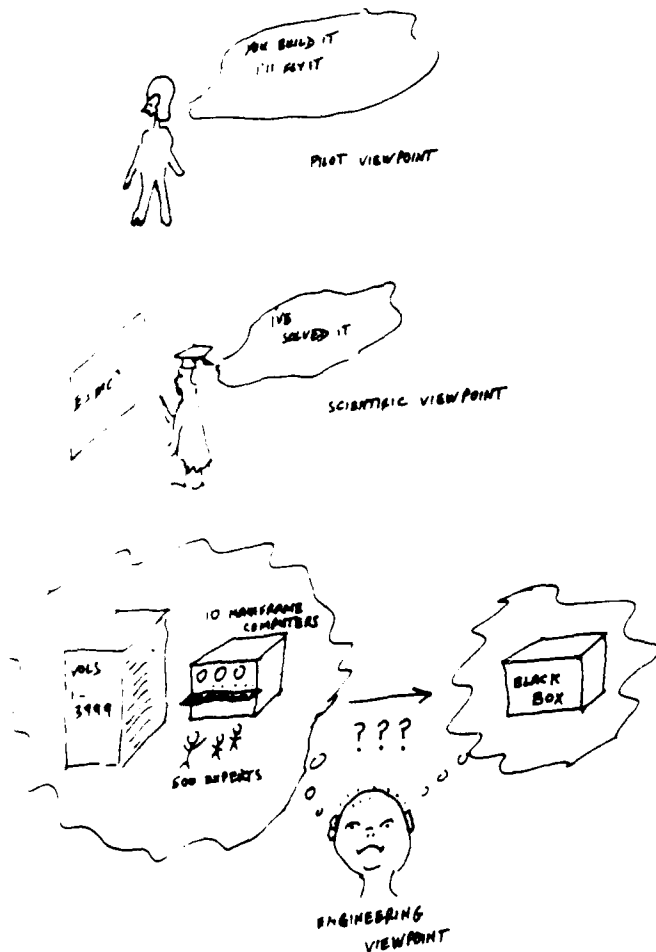 YOU BUILD IT
I'll FLY IT
PILOT VIEWPOINT
I'VE
SOLVED IT
E=MC²
SCIENTIFIC VIEWPOINT
10 MAINFRAME
COMPUTERS
VOLS
1-
3999
500 EXPERTS
? ? ?
BLACK
BOX
ENGINEERING
VIEWPOINT